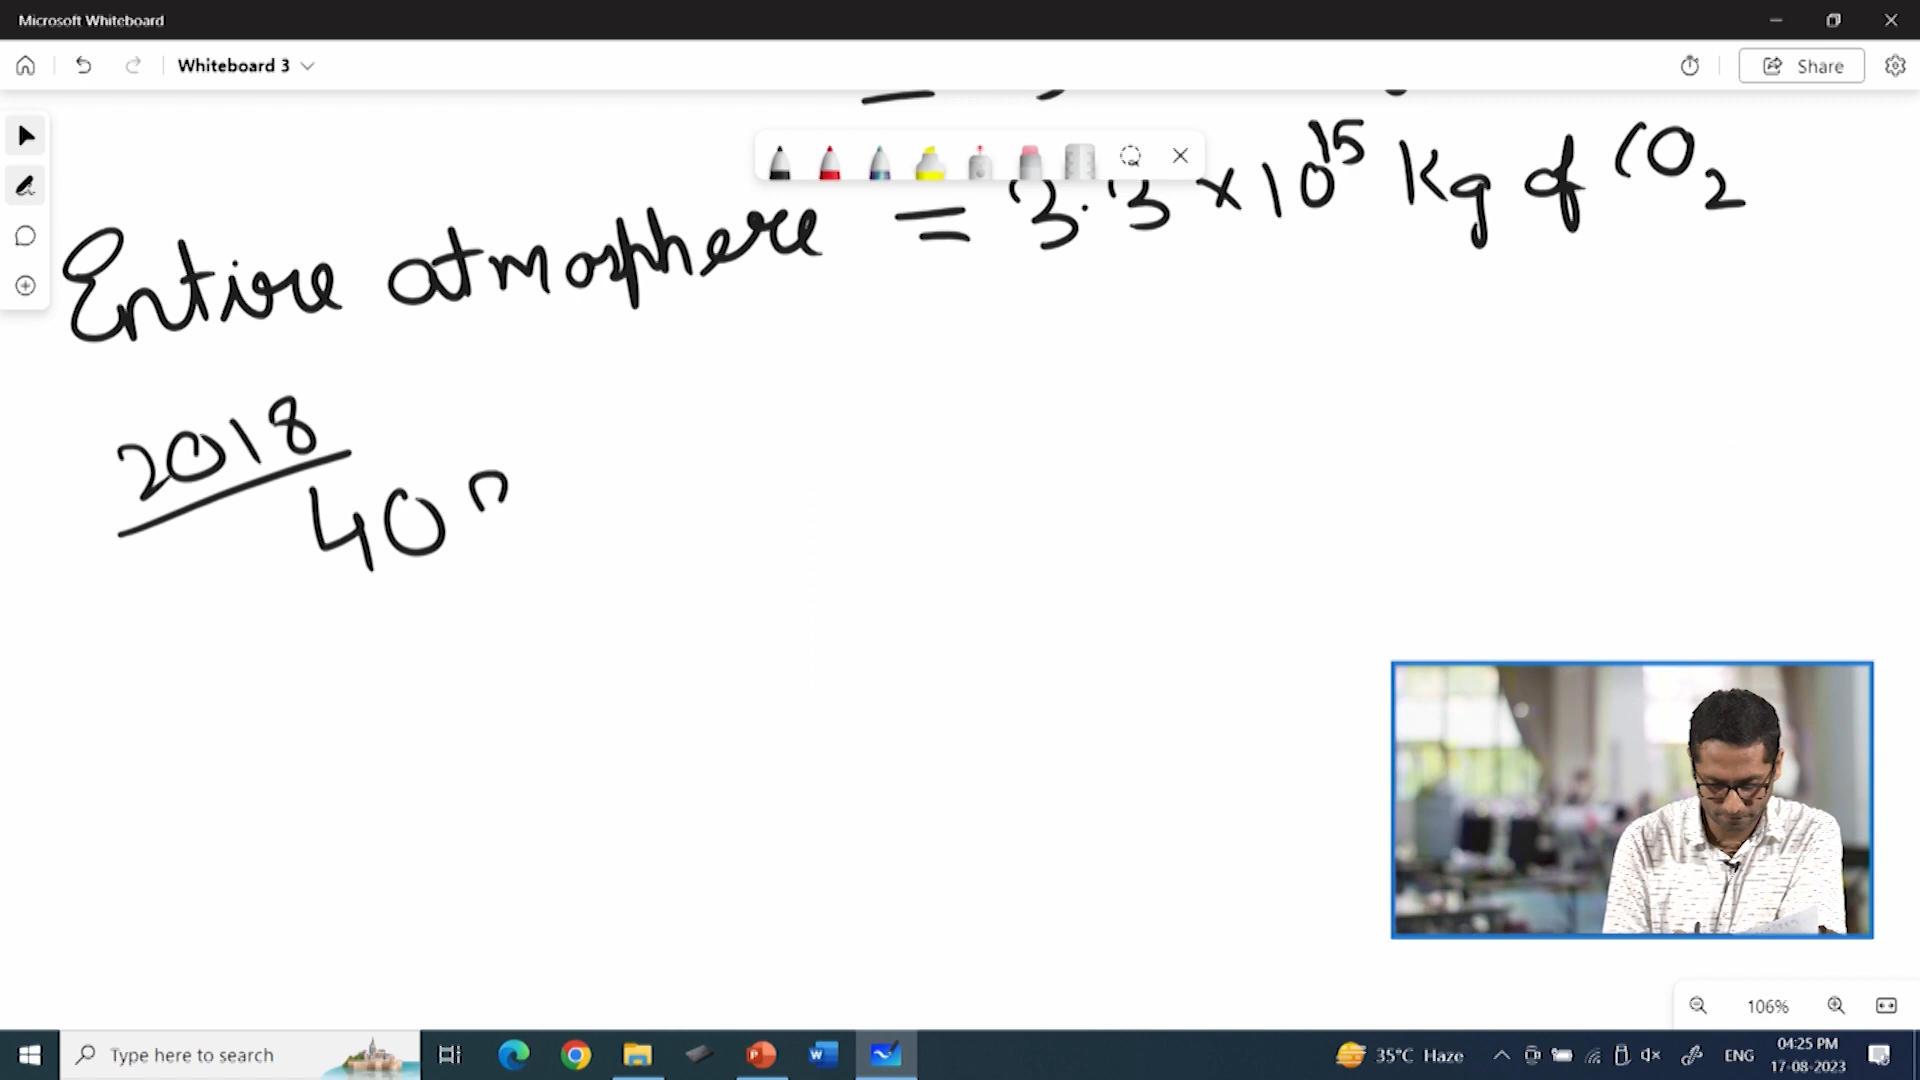 Microsoft Whiteboard
Whiteboard 3
Share
Entire atmosphere = 3.3 × 10^15 Kg of CO2
2018
40
106%
Type here to search
35°C Haze
ENG
04:25 PM
17-08-2023